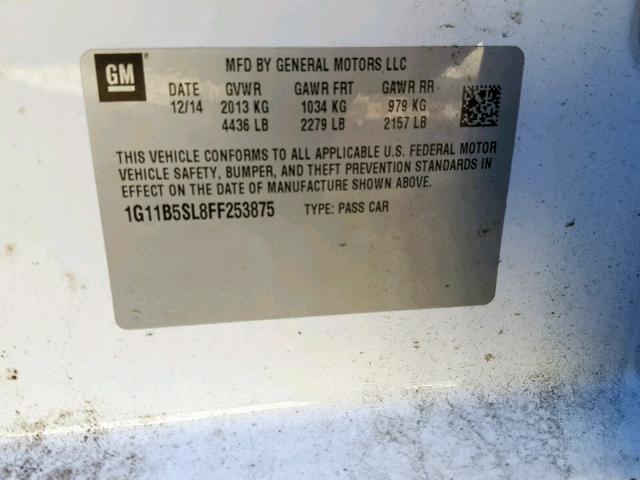 GM
MFD BY GENERAL MOTORS LLC
DATE GVWR GAWR FRT GAWR RR
12/14 2013 KG 1034 KG 979 KG
4436 LB 2279 LB 2157 LB
THIS VEHICLE CONFORMS TO ALL APPLICABLE U.S. FEDERAL MOTOR
VEHICLE SAFETY, BUMPER, AND THEFT PREVENTION STANDARDS IN
EFFECT ON THE DATE OF MANUFACTURE SHOWN ABOVE.
1G11B5SL8FF253875 TYPE: PASS CAR